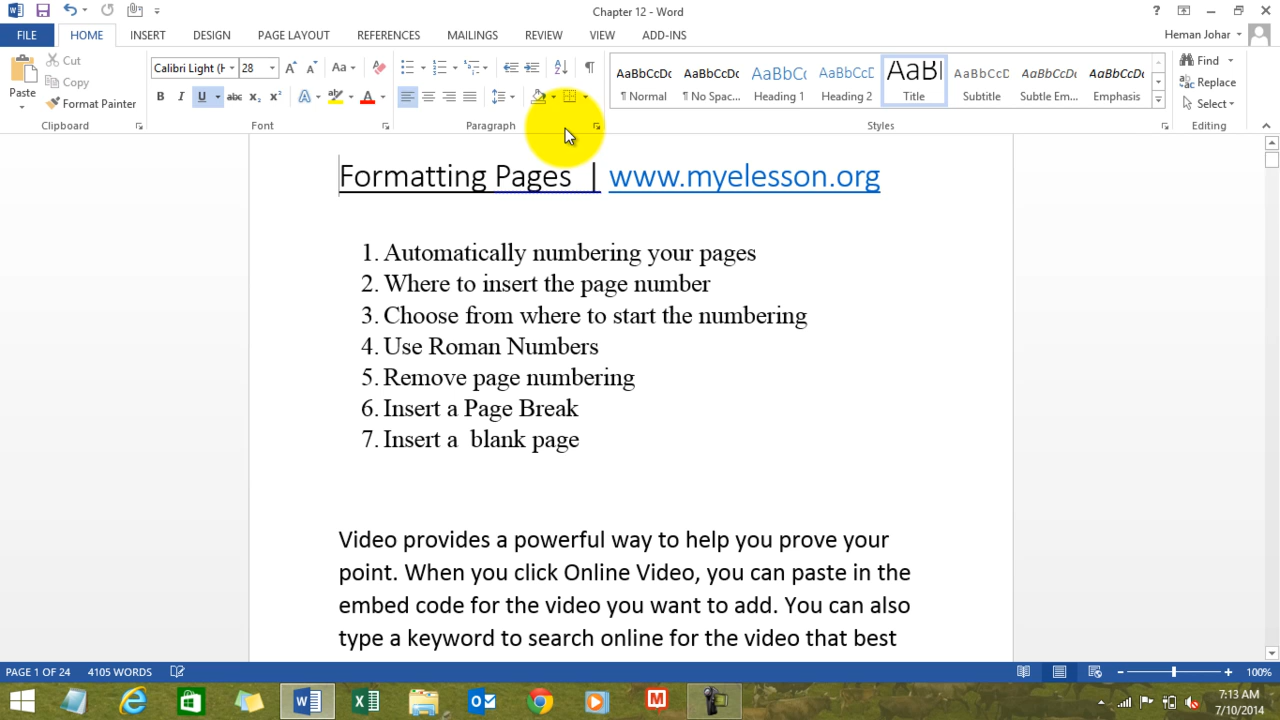 Chapter 12 - Word
FILE HOME INSERT DESIGN PAGE LAYOUT REFERENCES MAILINGS REVIEW VIEW ADD-INS Heman Johar
Paste
Cut
Copy
Format Painter
Clipboard
Calibri Light (H 28
Font
Paragraph
AaBbCcDc AaBbCcDc AaBbCc AaBbCcC AaBl AaBbCcD AaBbCcDc AaBbCcDc
¶ Normal ¶ No Spac... Heading 1 Heading 2 Title Subtitle Subtle Em... Emphasis
Styles
Find
Replace
Select
Editing
Formatting Pages | www.myelesson.org
1. Automatically numbering your pages
2. Where to insert the page number
3. Choose from where to start the numbering
4. Use Roman Numbers
5. Remove page numbering
6. Insert a Page Break
7. Insert a blank page
Video provides a powerful way to help you prove your
point. When you click Online Video, you can paste in the
embed code for the video you want to add. You can also
type a keyword to search online for the video that best
PAGE 1 OF 24 4105 WORDS 100%
7:13 AM
7/10/2014